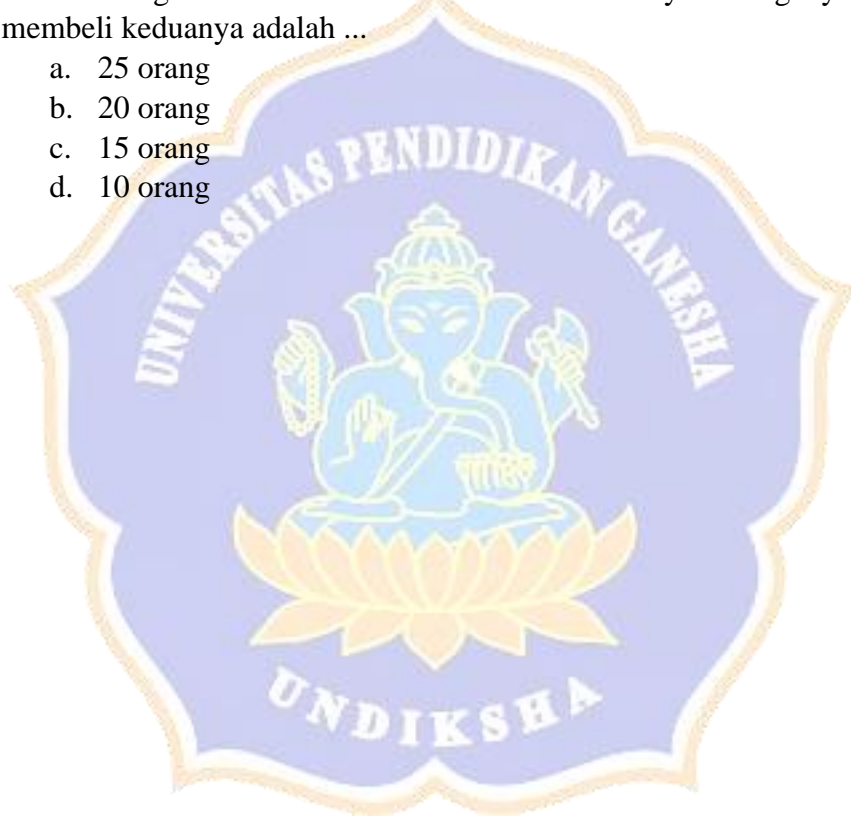 membeli keduanya adalah ...
a. 25 orang
b. 20 orang
c. 15 orang
d. 10 orang
UNIVERSITAS PENDIDIKAN GANESHA
UNDIKSHA